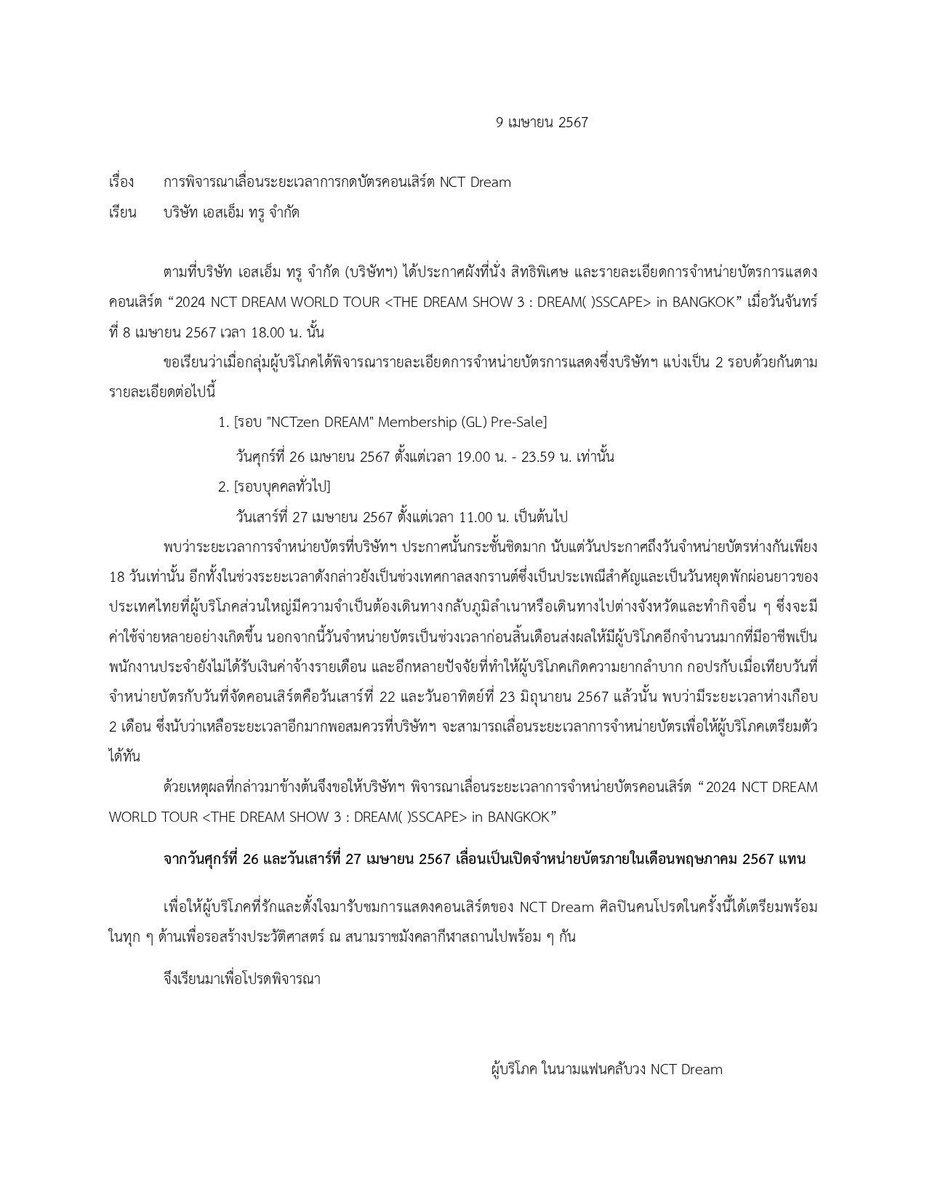 9 เมษายน 2567
เรื่อง การพิจารณาเลื่อนระยะเวลาการกดบัตรคอนเสิร์ต NCT Dream
เรียน บริษัท เอสเอ็ม ทรู จำกัด
ตามที่บริษัท เอสเอ็ม ทรู จำกัด (บริษัทฯ) ได้ประกาศผังที่นั่ง สิทธิพิเศษ และรายละเอียดการจำหน่ายบัตรการแสดง
คอนเสิร์ต “2024 NCT DREAM WORLD TOUR <THE DREAM SHOW 3 : DREAM( )SSCAPE> in BANGKOK” เมื่อวันจันทร์
ที่ 8 เมษายน 2567 เวลา 18.00 น. นั้น
ขอเรียนว่าเมื่อกลุ่มผู้บริโภคได้พิจารณารายละเอียดการจำหน่ายบัตรการแสดงซึ่งบริษัทฯ แบ่งเป็น 2 รอบด้วยกันตาม
รายละเอียดต่อไปนี้
1. [รอบ "NCTzen DREAM" Membership (GL) Pre-Sale]
วันศุกร์ที่ 26 เมษายน 2567 ตั้งแต่เวลา 19.00 น. - 23.59 น. เท่านั้น
2. [รอบบุคคลทั่วไป]
วันเสาร์ที่ 27 เมษายน 2567 ตั้งแต่เวลา 11.00 น. เป็นต้นไป
พบว่าระยะเวลาการจำหน่ายบัตรที่บริษัทฯ ประกาศนั้นกระชั้นชิดมาก นับแต่วันประกาศถึงวันจำหน่ายบัตรห่างกันเพียง
18 วันเท่านั้น อีกทั้งในช่วงระยะเวลาดังกล่าวยังเป็นช่วงเทศกาลสงกรานต์ซึ่งเป็นประเพณีสำคัญและเป็นวันหยุดพักผ่อนยาวของ
ประเทศไทยที่ผู้บริโภคส่วนใหญ่มีความจำเป็นต้องเดินทางกลับภูมิลำเนาหรือเดินทางไปต่างจังหวัดและทำกิจอื่น ๆ ซึ่งจะมี
ค่าใช้จ่ายหลายอย่างเกิดขึ้น นอกจากนี้วันจำหน่ายบัตรเป็นช่วงเวลาก่อนสิ้นเดือนส่งผลให้มีผู้บริโภคอีกจำนวนมากที่มีอาชีพเป็น
พนักงานประจำยังไม่ได้รับเงินค่าจ้างรายเดือน และอีกหลายปัจจัยที่ทำให้ผู้บริโภคเกิดความยากลำบาก กอปรกับเมื่อเทียบวันที่
จำหน่ายบัตรกับวันที่จัดคอนเสิร์ตคือวันเสาร์ที่ 22 และวันอาทิตย์ที่ 23 มิถุนายน 2567 แล้วนั้น พบว่ามีระยะเวลาห่างเกือบ
2 เดือน ซึ่งนับว่าเหลือระยะเวลาอีกมากพอสมควรที่บริษัทฯ จะสามารถเลื่อนระยะเวลาการจำหน่ายบัตรเพื่อให้ผู้บริโภคเตรียมตัว
ได้ทัน
ด้วยเหตุผลที่กล่าวมาข้างต้นจึงขอให้บริษัทฯ พิจารณาเลื่อนระยะเวลาการจำหน่ายบัตรคอนเสิร์ต “2024 NCT DREAM
WORLD TOUR <THE DREAM SHOW 3 : DREAM( )SSCAPE> in BANGKOK”
จากวันศุกร์ที่ 26 และวันเสาร์ที่ 27 เมษายน 2567 เลื่อนเป็นเปิดจำหน่ายบัตรภายในเดือนพฤษภาคม 2567 แทน
เพื่อให้ผู้บริโภคที่รักและตั้งใจมารับชมการแสดงคอนเสิร์ตของ NCT Dream ศิลปินคนโปรดในครั้งนี้ได้เตรียมพร้อม
ในทุก ๆ ด้านเพื่อรอสร้างประวัติศาสตร์ ณ สนามราชมังคลากีฬาสถานไปพร้อม ๆ กัน
จึงเรียนมาเพื่อโปรดพิจารณา
ผู้บริโภค ในนามแฟนคลับวง NCT Dream